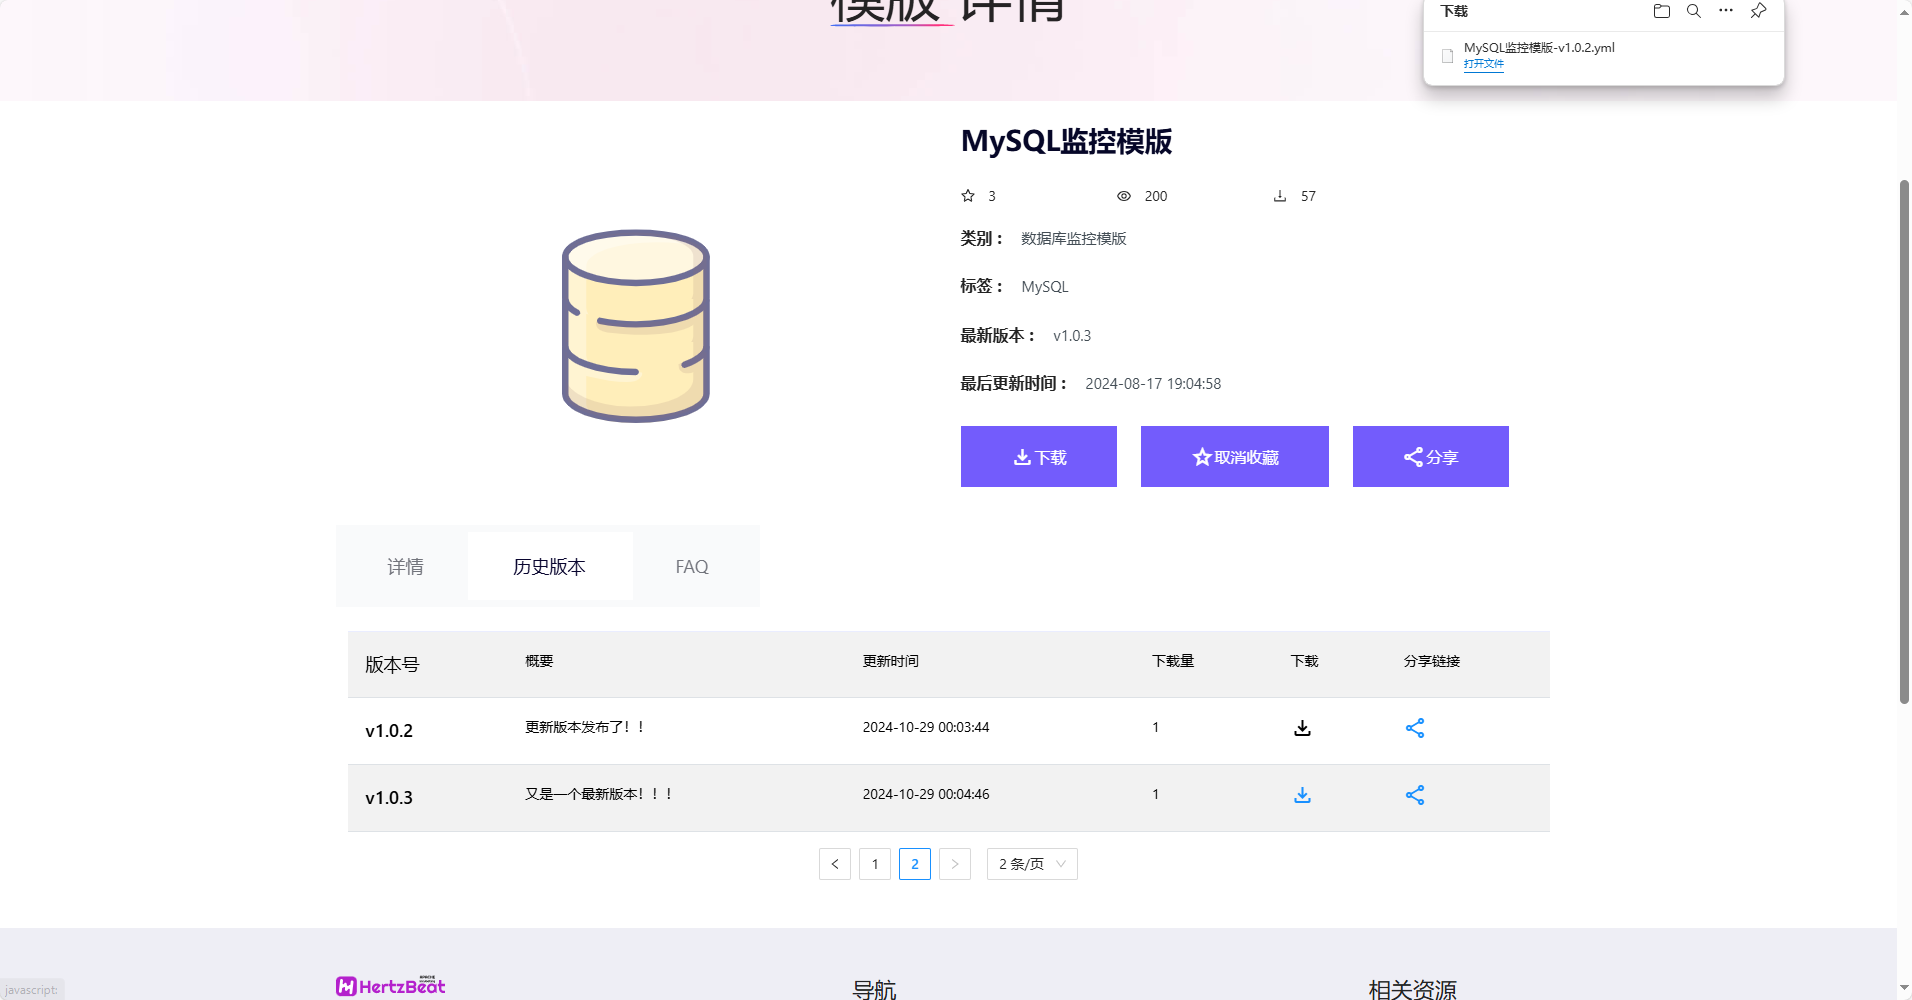 模版 详情
下载
MySQL监控模版-v1.0.2.yml
打开文件
MySQL监控模版
3 200 57
类别： 数据库监控模版
标签： MySQL
最新版本： v1.0.3
最后更新时间： 2024-08-17 19:04:58
下载 取消收藏 分享
详情 历史版本 FAQ
版本号 概要 更新时间 下载量 下载 分享链接
v1.0.2 更新版本发布了！！ 2024-10-29 00:03:44 1
v1.0.3 又是一个最新版本！！！ 2024-10-29 00:04:46 1
< 1 2 > 2 条/页
HertzBeat 导航 相关资源
javascript: